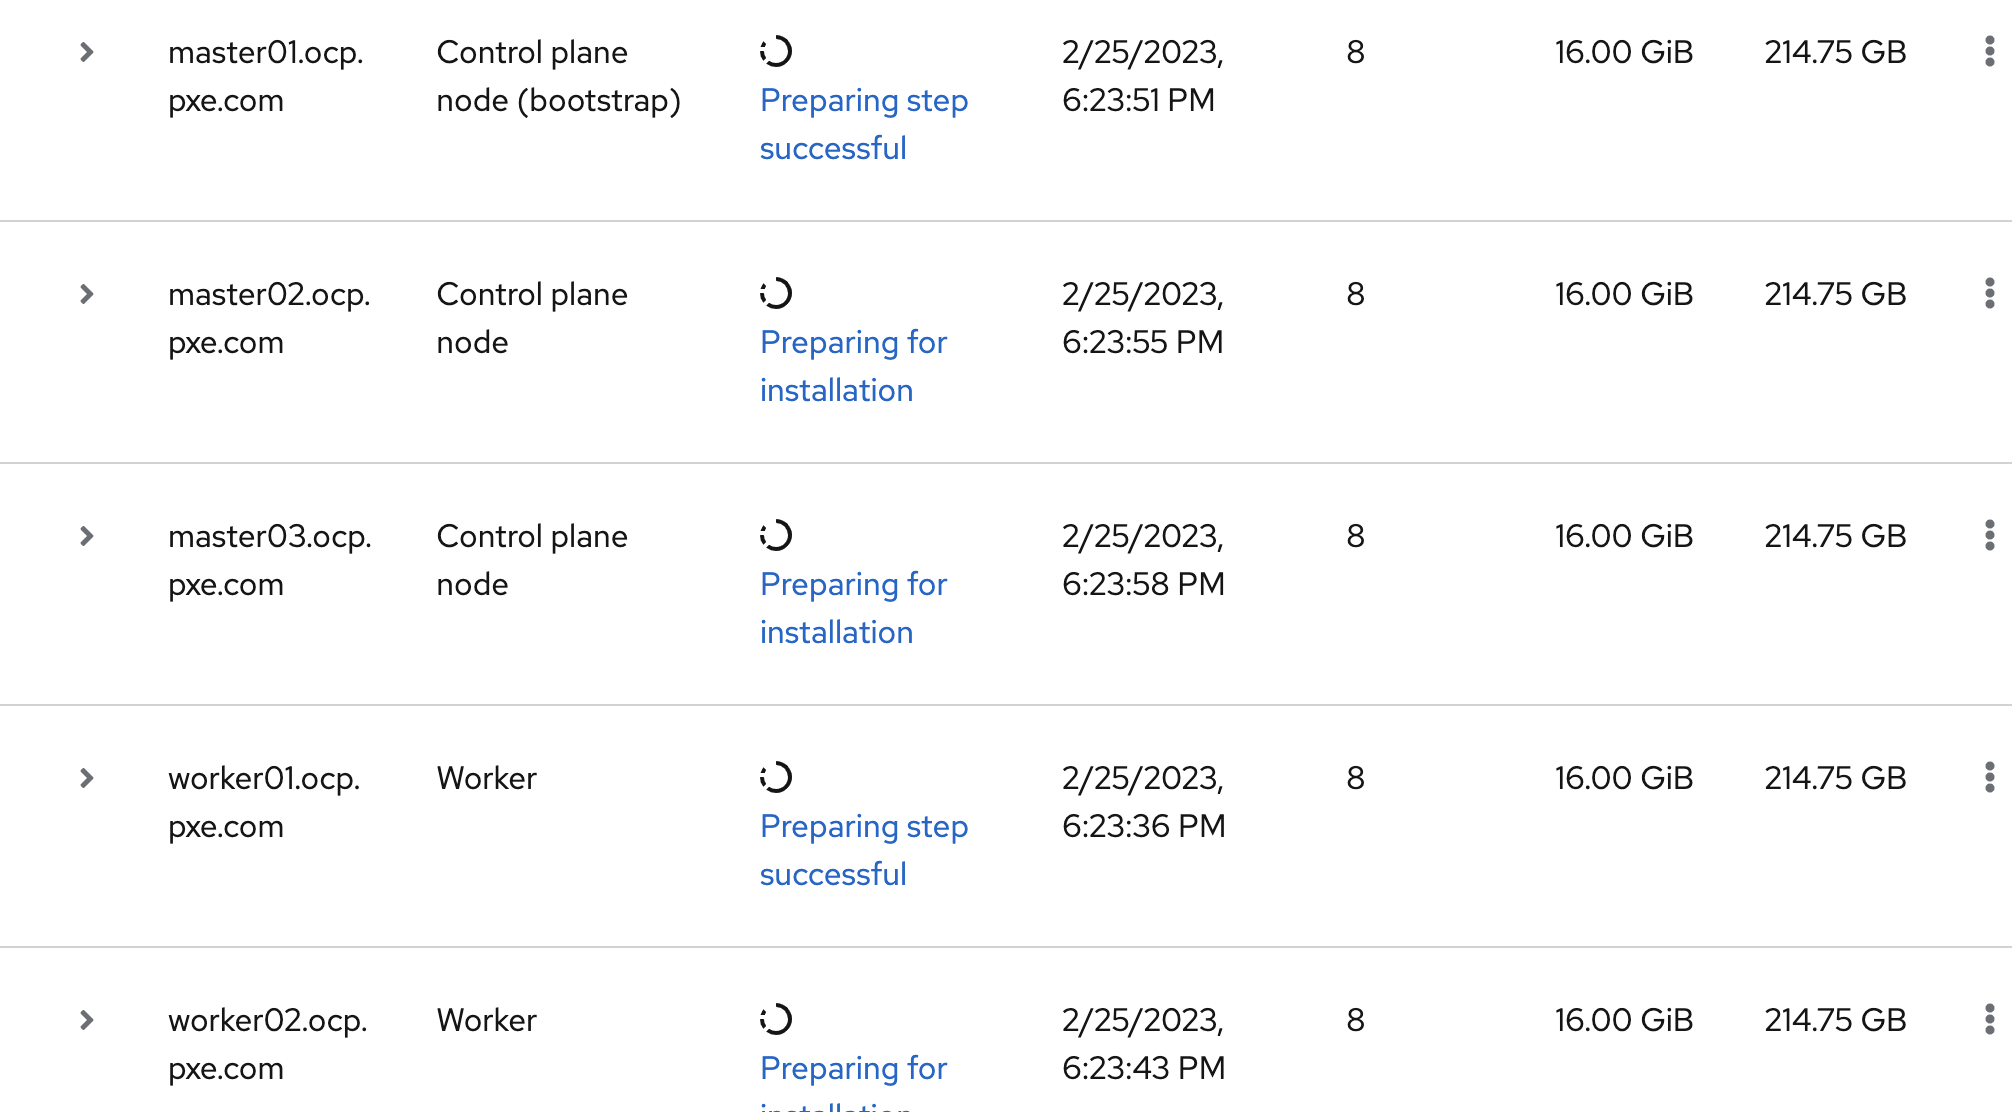 master01.ocp. Control plane 2/25/2023, 8 16.00 GiB 214.75 GB
pxe.com node (bootstrap) Preparing step 6:23:51 PM
successful
master02.ocp. Control plane 2/25/2023, 8 16.00 GiB 214.75 GB
pxe.com node Preparing for 6:23:55 PM
installation
master03.ocp. Control plane 2/25/2023, 8 16.00 GiB 214.75 GB
pxe.com node Preparing for 6:23:58 PM
installation
worker01.ocp. Worker 2/25/2023, 8 16.00 GiB 214.75 GB
pxe.com Preparing step 6:23:36 PM
successful
worker02.ocp. Worker 2/25/2023, 8 16.00 GiB 214.75 GB
pxe.com Preparing for 6:23:43 PM
installation